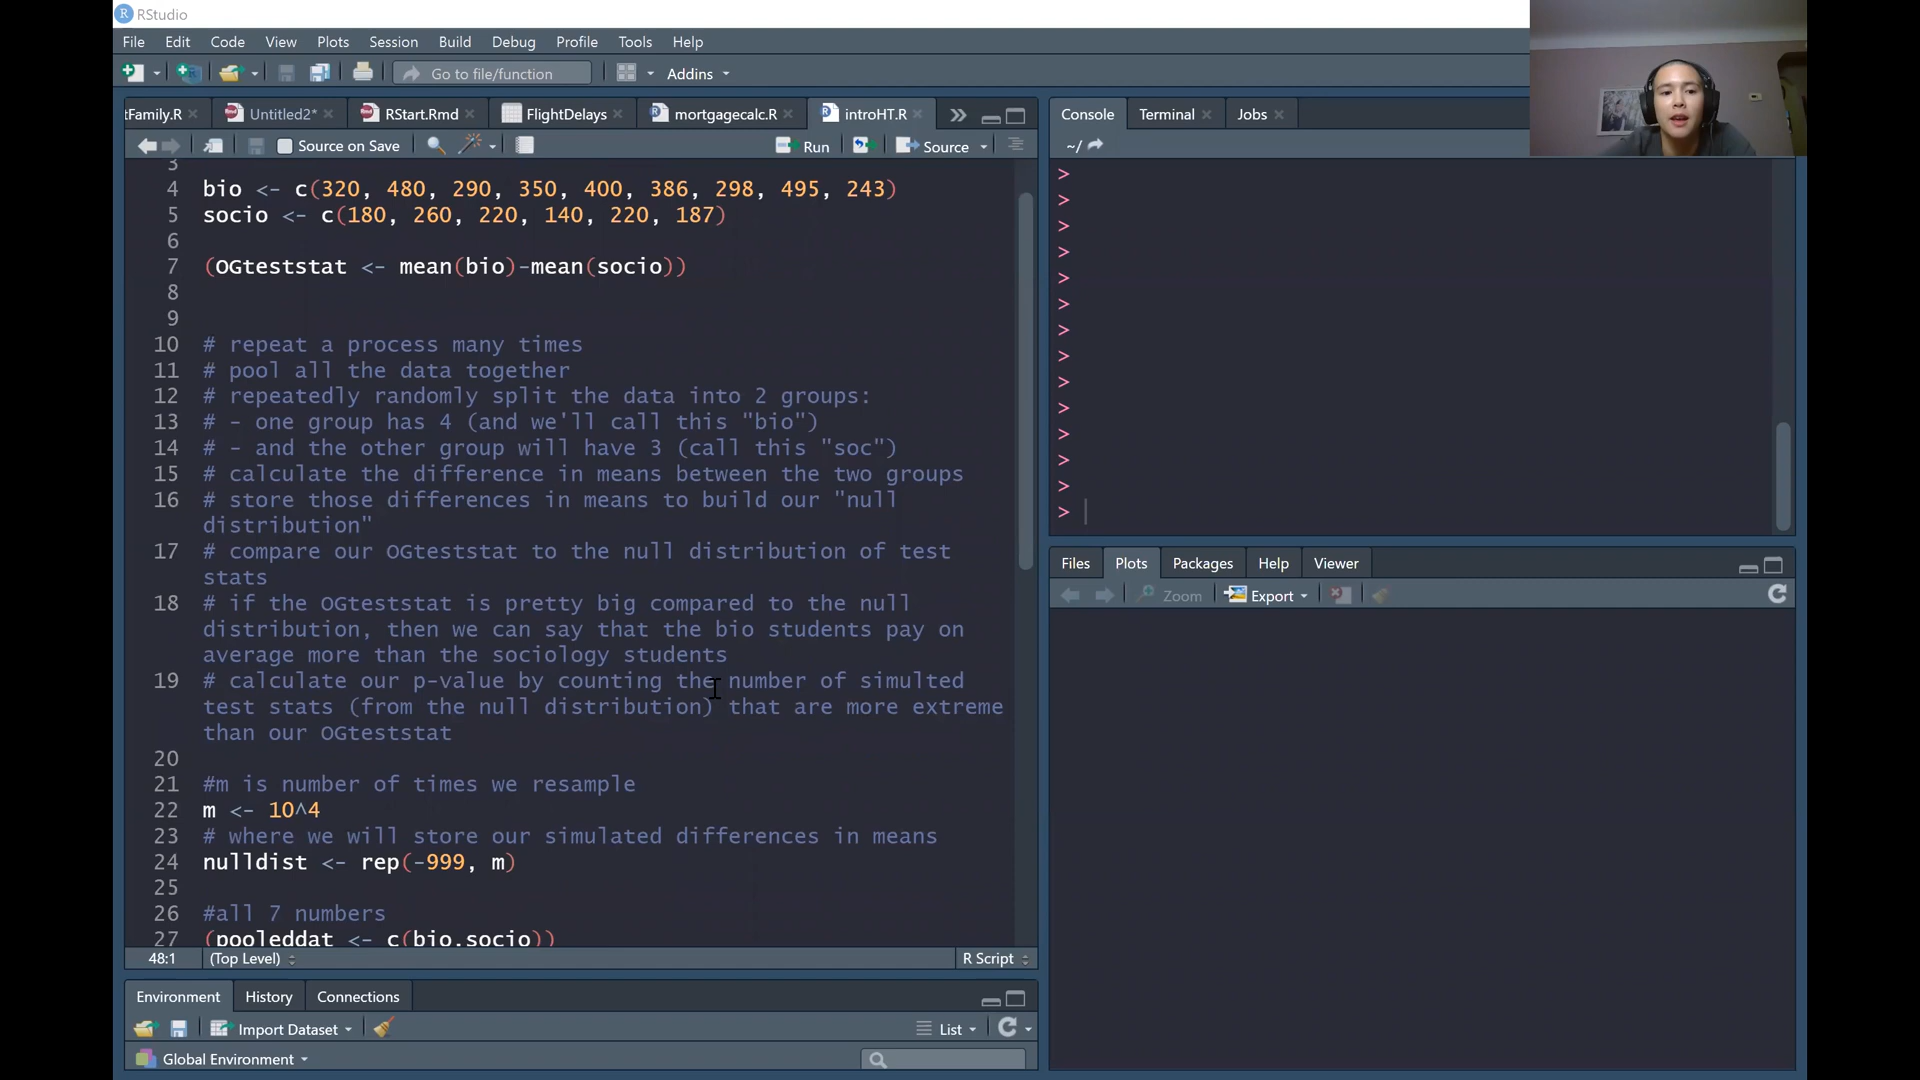 RStudio
File Edit Code View Plots Session Build Debug Profile Tools Help
Go to file/function Addins
tFamily.R Untitled2* RStart.Rmd FlightDelays mortgagecalc.R introHT.R
Source on Save Run Source
3
4 bio <- c(320, 480, 290, 350, 400, 386, 298, 495, 243)
5 socio <- c(180, 260, 220, 140, 220, 187)
6
7 (OGteststat <- mean(bio)-mean(socio))
8
9
10 # repeat a process many times
11 # pool all the data together
12 # repeatedly randomly split the data into 2 groups:
13 # - one group has 4 (and we'll call this "bio")
14 # - and the other group will have 3 (call this "soc")
15 # calculate the difference in means between the two groups
16 # store those differences in means to build our "null
distribution"
17 # compare our OGteststat to the null distribution of test
stats
18 # if the OGteststat is pretty big compared to the null
distribution, then we can say that the bio students pay on
average more than the sociology students
19 # calculate our p-value by counting the number of simulted
test stats (from the null distribution) that are more extreme
than our OGteststat
20
21 #m is number of times we resample
22 m <- 10^4
23 # where we will store our simulated differences in means
24 nulldist <- rep(-999, m)
25
26 #all 7 numbers
27 (pooleddat <- c(bio,socio))
48:1 (Top Level) R Script
Environment History Connections
Import Dataset List
Global Environment
Console Terminal Jobs
~/
>
>
>
>
>
>
>
>
>
>
>
>
>
>
Files Plots Packages Help Viewer
Zoom Export